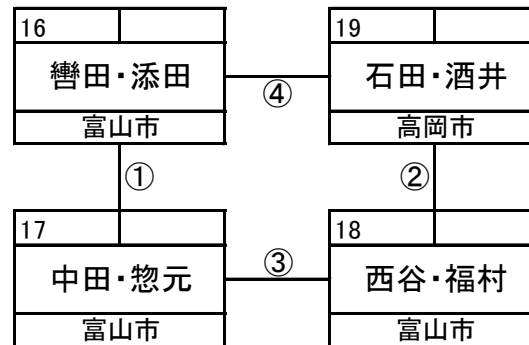 16 19
轡田・添田 石田・酒井
④
富山市 高岡市
① ②
17 18
中田・惣元 西谷・福村
③
富山市 富山市